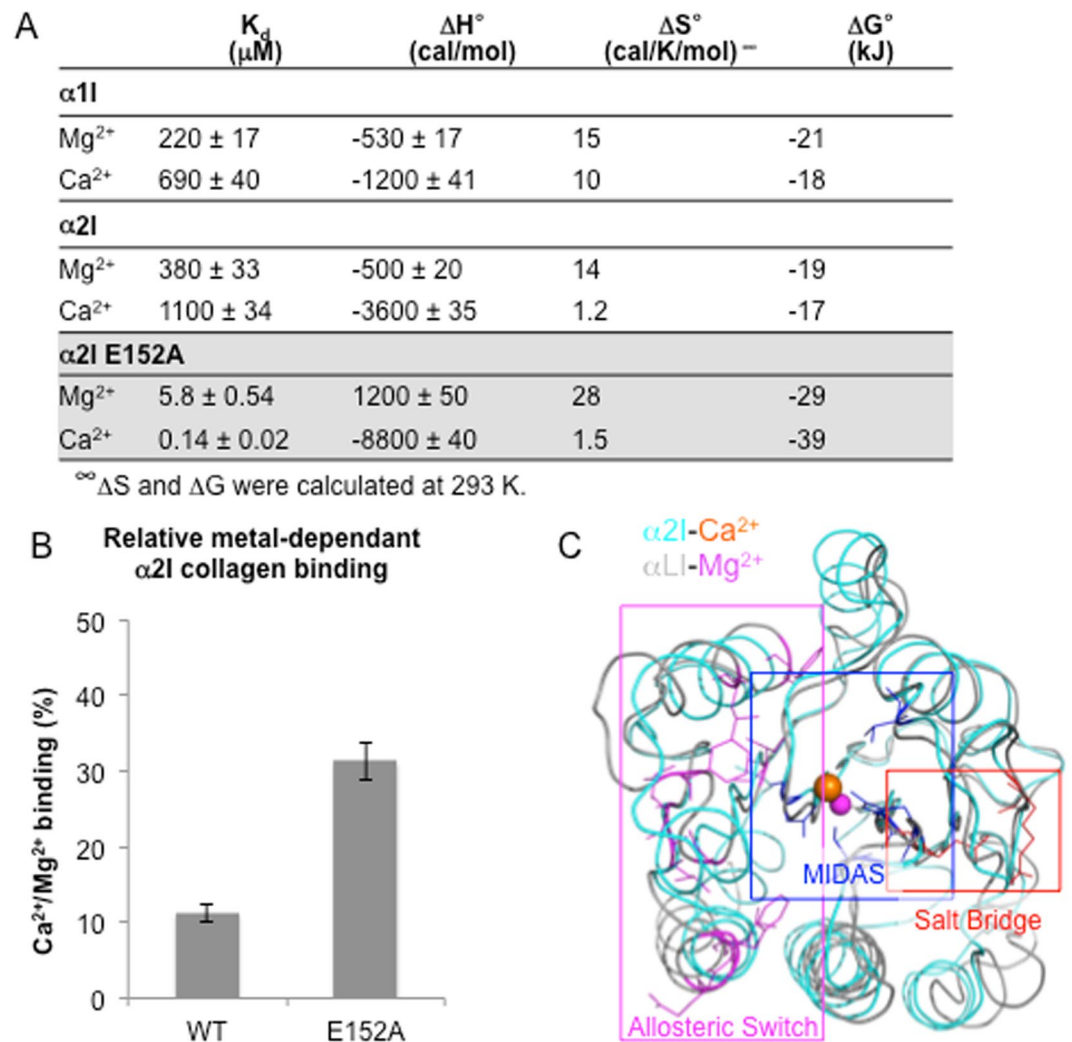 A
K_d ΔH° ΔS° ΔG°
(μM) (cal/mol) (cal/K/mol) ∞ (kJ)
α1I
Mg²⁺ 220 ± 17 -530 ± 17 15 -21
Ca²⁺ 690 ± 40 -1200 ± 41 10 -18
α2I
Mg²⁺ 380 ± 33 -500 ± 20 14 -19
Ca²⁺ 1100 ± 34 -3600 ± 35 1.2 -17
α2I E152A
Mg²⁺ 5.8 ± 0.54 1200 ± 50 28 -29
Ca²⁺ 0.14 ± 0.02 -8800 ± 40 1.5 -39
∞ΔS and ΔG were calculated at 293 K.
B
Relative metal-dependant
α2I collagen binding
Ca²⁺/Mg²⁺ binding (%)
50
40
30
20
10
0
WT E152A
C
α2I-Ca²⁺
αLI-Mg²⁺
MIDAS
Salt Bridge
Allosteric Switch